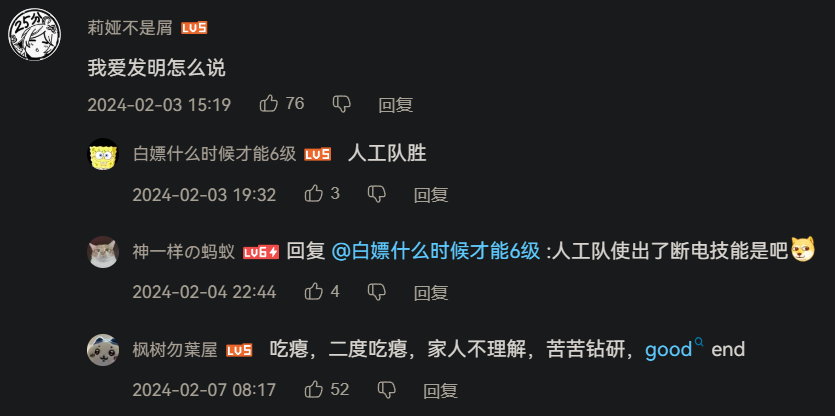 25分
莉娅不是屑 LV5
我爱发明怎么说
2024-02-03 15:19 76 回复
白嫖什么时候才能6级 LV5 人工队胜
2024-02-03 19:32 3 回复
神一样の蚂蚁 LV6 回复 @白嫖什么时候才能6级 :人工队使出了断电技能是吧
2024-02-04 22:44 4 回复
枫树勿葉屋 LV5 吃瘪，二度吃瘪，家人不理解，苦苦钻研，good end
2024-02-07 08:17 52 回复